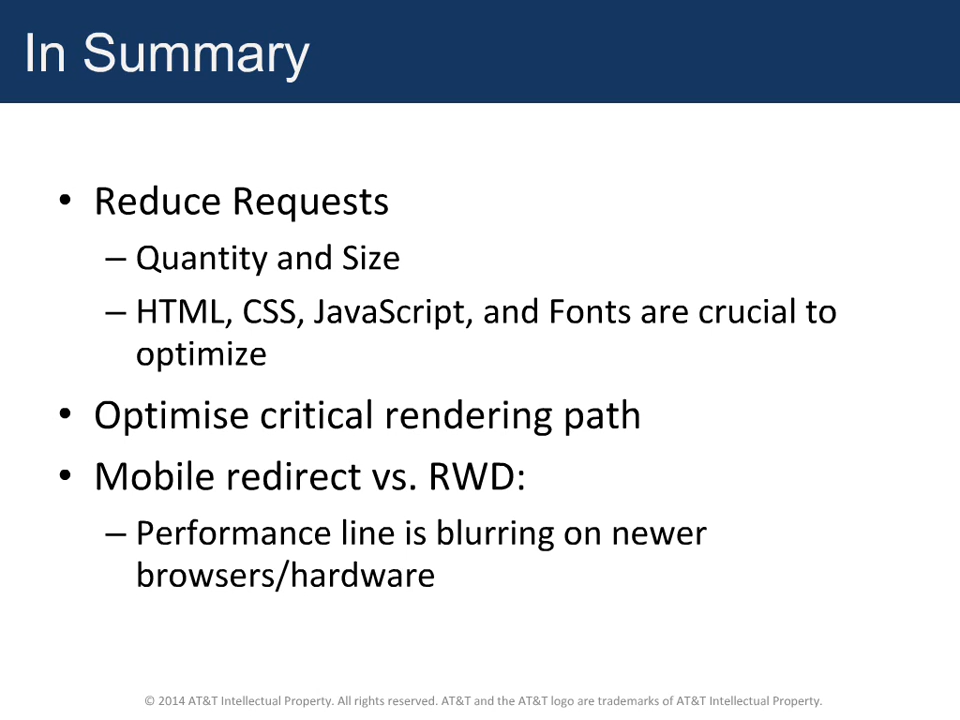 In Summary
• Reduce Requests
– Quantity and Size
– HTML, CSS, JavaScript, and Fonts are crucial to
optimize
• Optimise critical rendering path
• Mobile redirect vs. RWD:
– Performance line is blurring on newer
browsers/hardware
© 2014 AT&T Intellectual Property. All rights reserved. AT&T and the AT&T logo are trademarks of AT&T Intellectual Property.